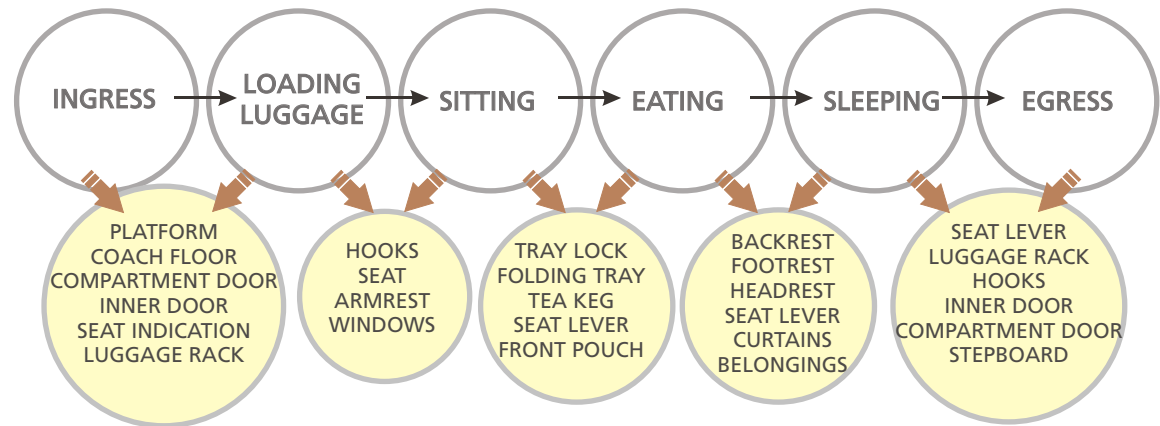 INGRESS
LOADING
LUGGAGE
SITTING
EATING
SLEEPING
EGRESS
PLATFORM
COACH FLOOR
COMPARTMENT DOOR
INNER DOOR
SEAT INDICATION
LUGGAGE RACK
HOOKS
SEAT
ARMREST
WINDOWS
TRAY LOCK
FOLDING TRAY
TEA KEG
SEAT LEVER
FRONT POUCH
BACKREST
FOOTREST
HEADREST
SEAT LEVER
CURTAINS
BELONGINGS
SEAT LEVER
LUGGAGE RACK
HOOKS
INNER DOOR
COMPARTMENT DOOR
STEPBOARD